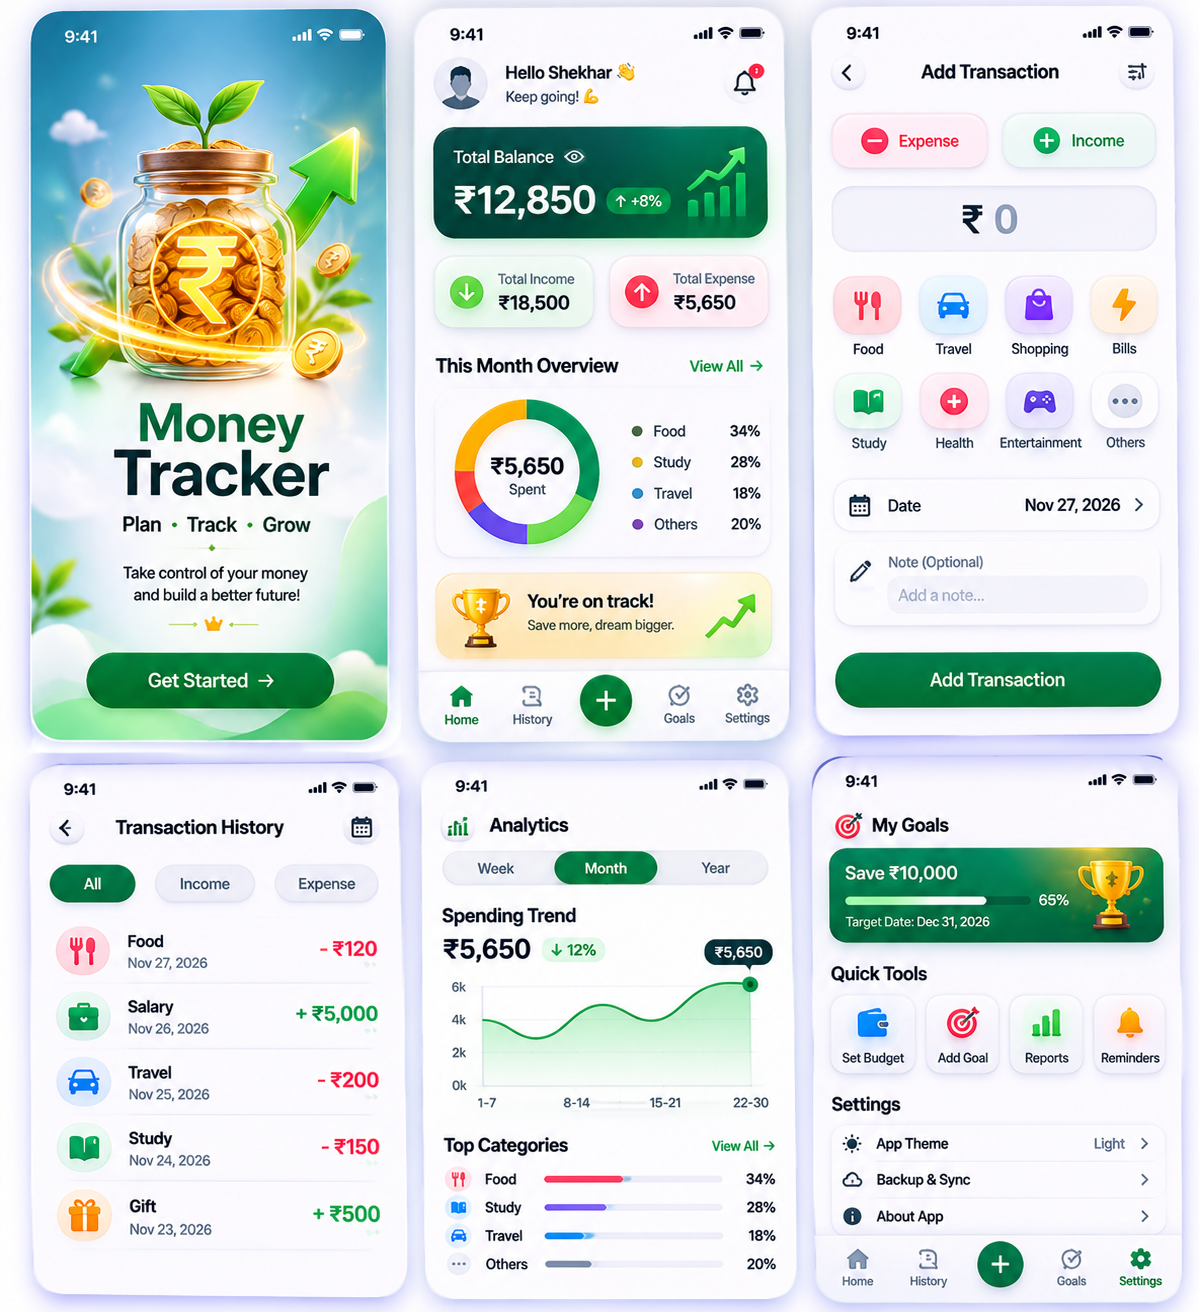 9:41
Money
Tracker
Plan • Track • Grow
Take control of your money
and build a better future!
Get Started →
9:41
Hello Shekhar 👋
Keep going! 💪
Total Balance
₹12,850
↑ +8%
Total Income
₹18,500
Total Expense
₹5,650
This Month Overview
View All →
₹5,650
Spent
Food 34%
Study 28%
Travel 18%
Others 20%
You're on track!
Save more, dream bigger.
Home
History
Goals
Settings
9:41
Add Transaction
Expense
Income
₹ 0
Food
Travel
Shopping
Bills
Study
Health
Entertainment
Others
Date
Nov 27, 2026
Note (Optional)
Add a note...
Add Transaction
9:41
Transaction History
All
Income
Expense
Food
Nov 27, 2026
- ₹120
Salary
Nov 26, 2026
+ ₹5,000
Travel
Nov 25, 2026
- ₹200
Study
Nov 24, 2026
- ₹150
Gift
Nov 23, 2026
+ ₹500
9:41
Analytics
Week
Month
Year
Spending Trend
₹5,650
↓ 12%
₹5,650
6k
4k
2k
0k
1-7
8-14
15-21
22-30
Top Categories
View All →
Food 34%
Study 28%
Travel 18%
Others 20%
9:41
My Goals
Save ₹10,000
65%
Target Date: Dec 31, 2026
Quick Tools
Set Budget
Add Goal
Reports
Reminders
Settings
App Theme
Light
Backup & Sync
About App
Home
History
Goals
Settings